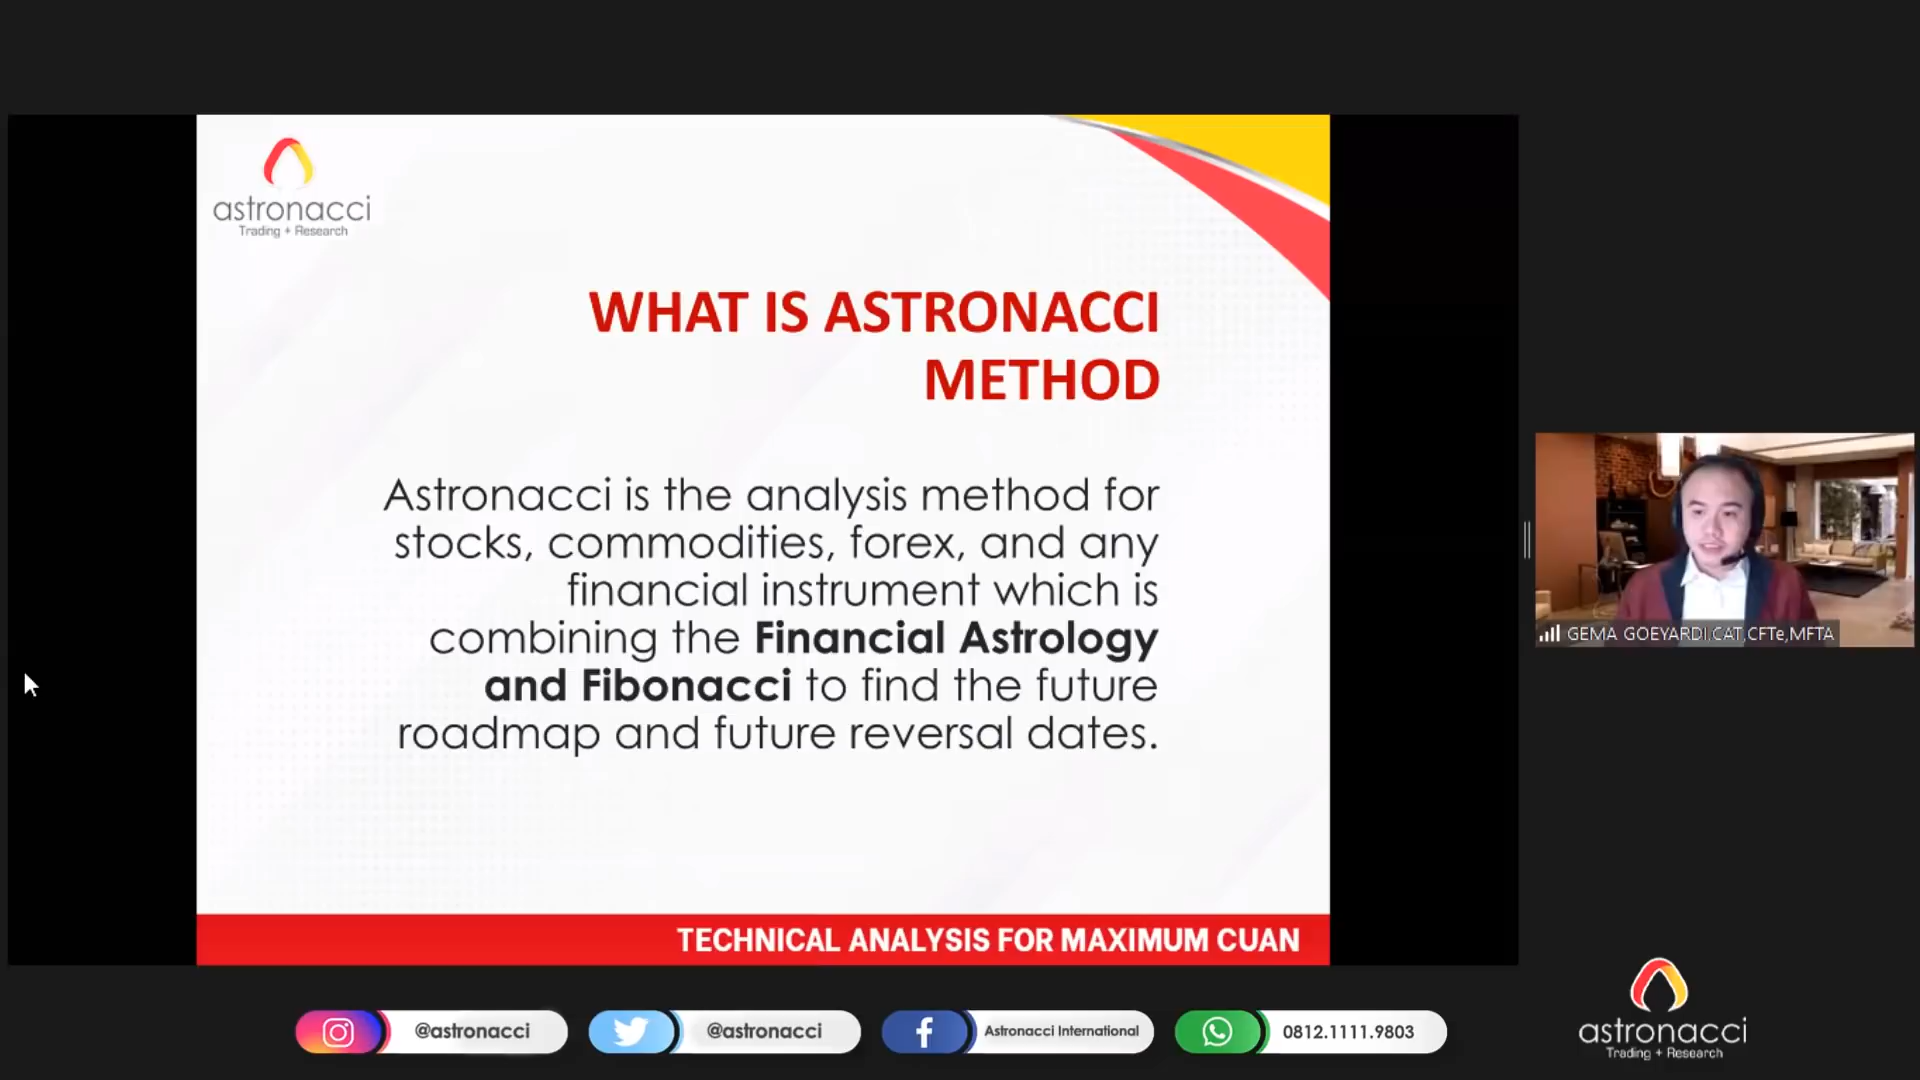 astronacci
Trading + Research
WHAT IS ASTRONACCI
METHOD
Astronacci is the analysis method for
stocks, commodities, forex, and any
financial instrument which is
combining the Financial Astrology
and Fibonacci to find the future
roadmap and future reversal dates.
TECHNICAL ANALYSIS FOR MAXIMUM CUAN
GEMA GOEYARDI.CAT,CFTe,MFTA
@astronacci
@astronacci
Astronacci International
0812.1111.9803
astronacci
Trading + Research